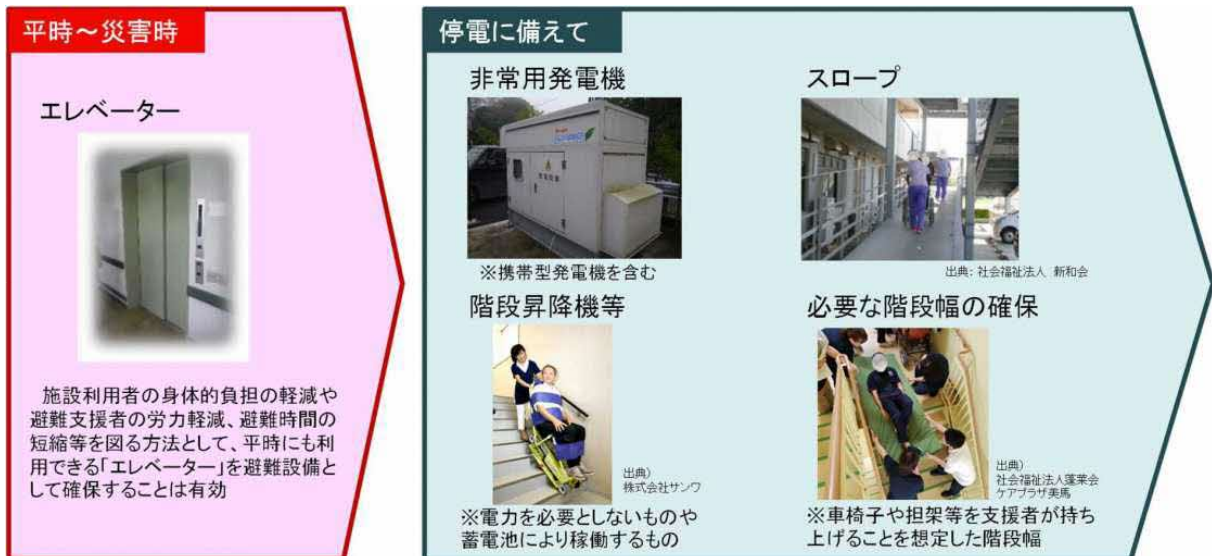 平時～災害時
エレベーター
施設利用者の身体的負担の軽減や
避難支援者の労力軽減、避難時間の
短縮等を図る方法として、平時にも利
用できる「エレベーター」を避難設備と
して確保することは有効
停電に備えて
非常用発電機
※携帯型発電機を含む
スロープ
出典： 社会福祉法人 新和会
階段昇降機等
出典）
株式会社サンワ
※電力を必要としないものや
蓄電池により稼働するもの
必要な階段幅の確保
出典）
社会福祉法人蓬莱会
ケアプラザ美馬
※車椅子や担架等を支援者が持ち
上げることを想定した階段幅